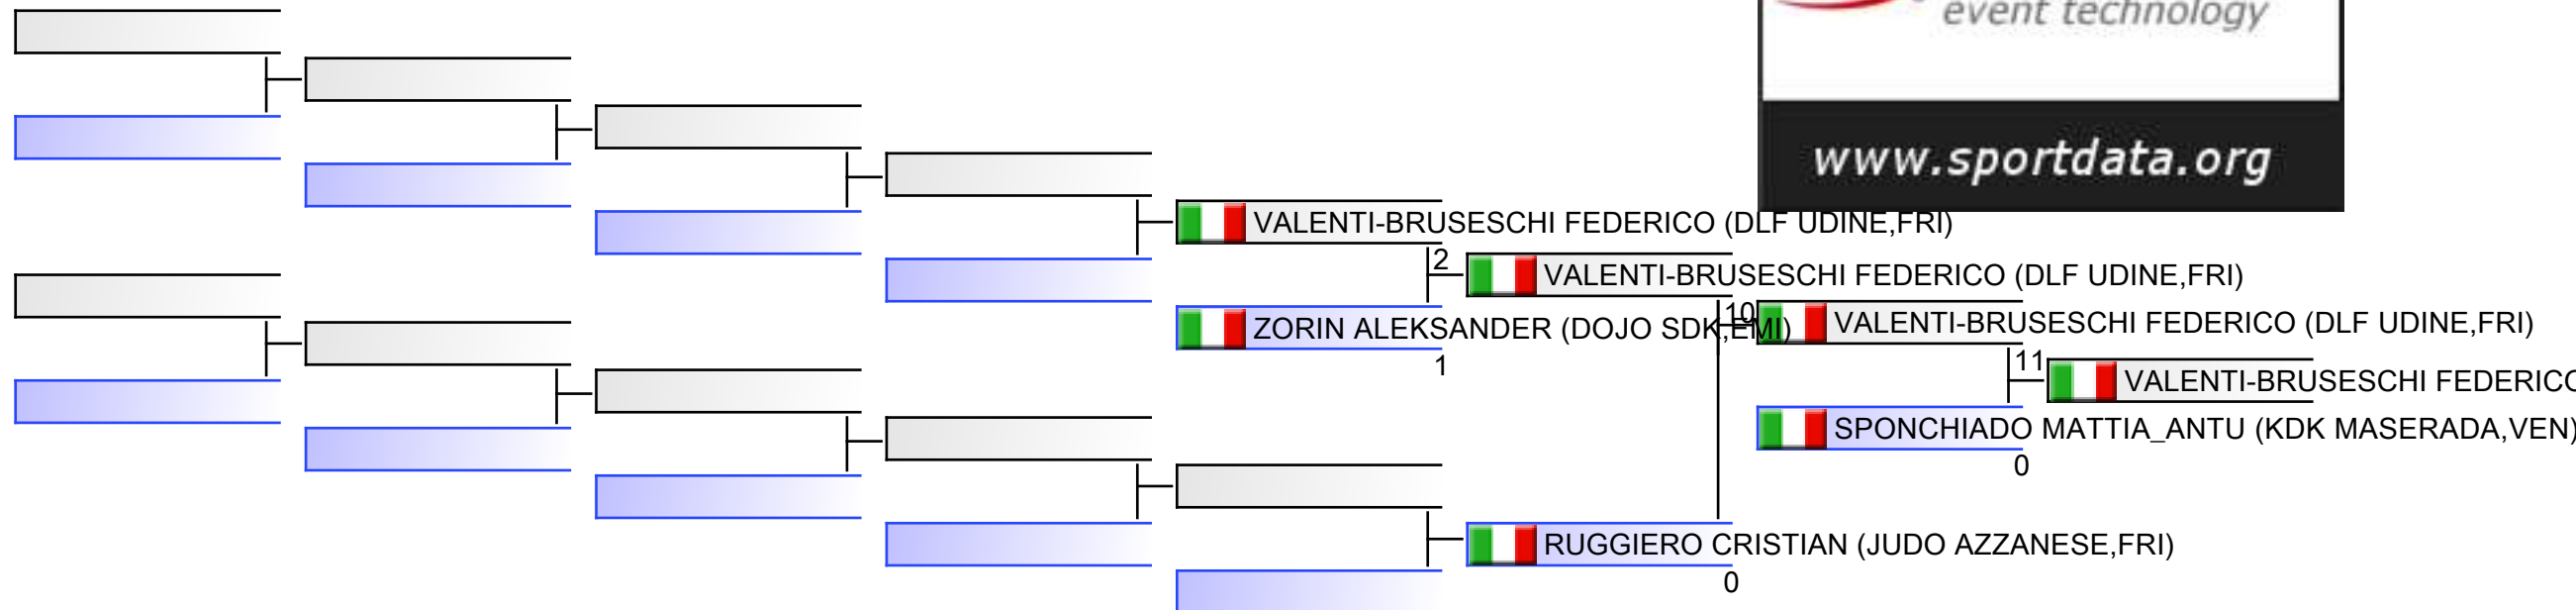 event technology
www.sportdata.org
VALENTI-BRUSESCHI FEDERICO (DLF UDINE,FRI)
2
VALENTI-BRUSESCHI FEDERICO (DLF UDINE,FRI)
10
ZORIN ALEKSANDER (DOJO SDK,EMI)
VALENTI-BRUSESCHI FEDERICO (DLF UDINE,FRI)
1
11
VALENTI-BRUSESCHI FEDERICO
SPONCHIADO MATTIA_ANTU (KDK MASERADA,VEN)
0
RUGGIERO CRISTIAN (JUDO AZZANESE,FRI)
0